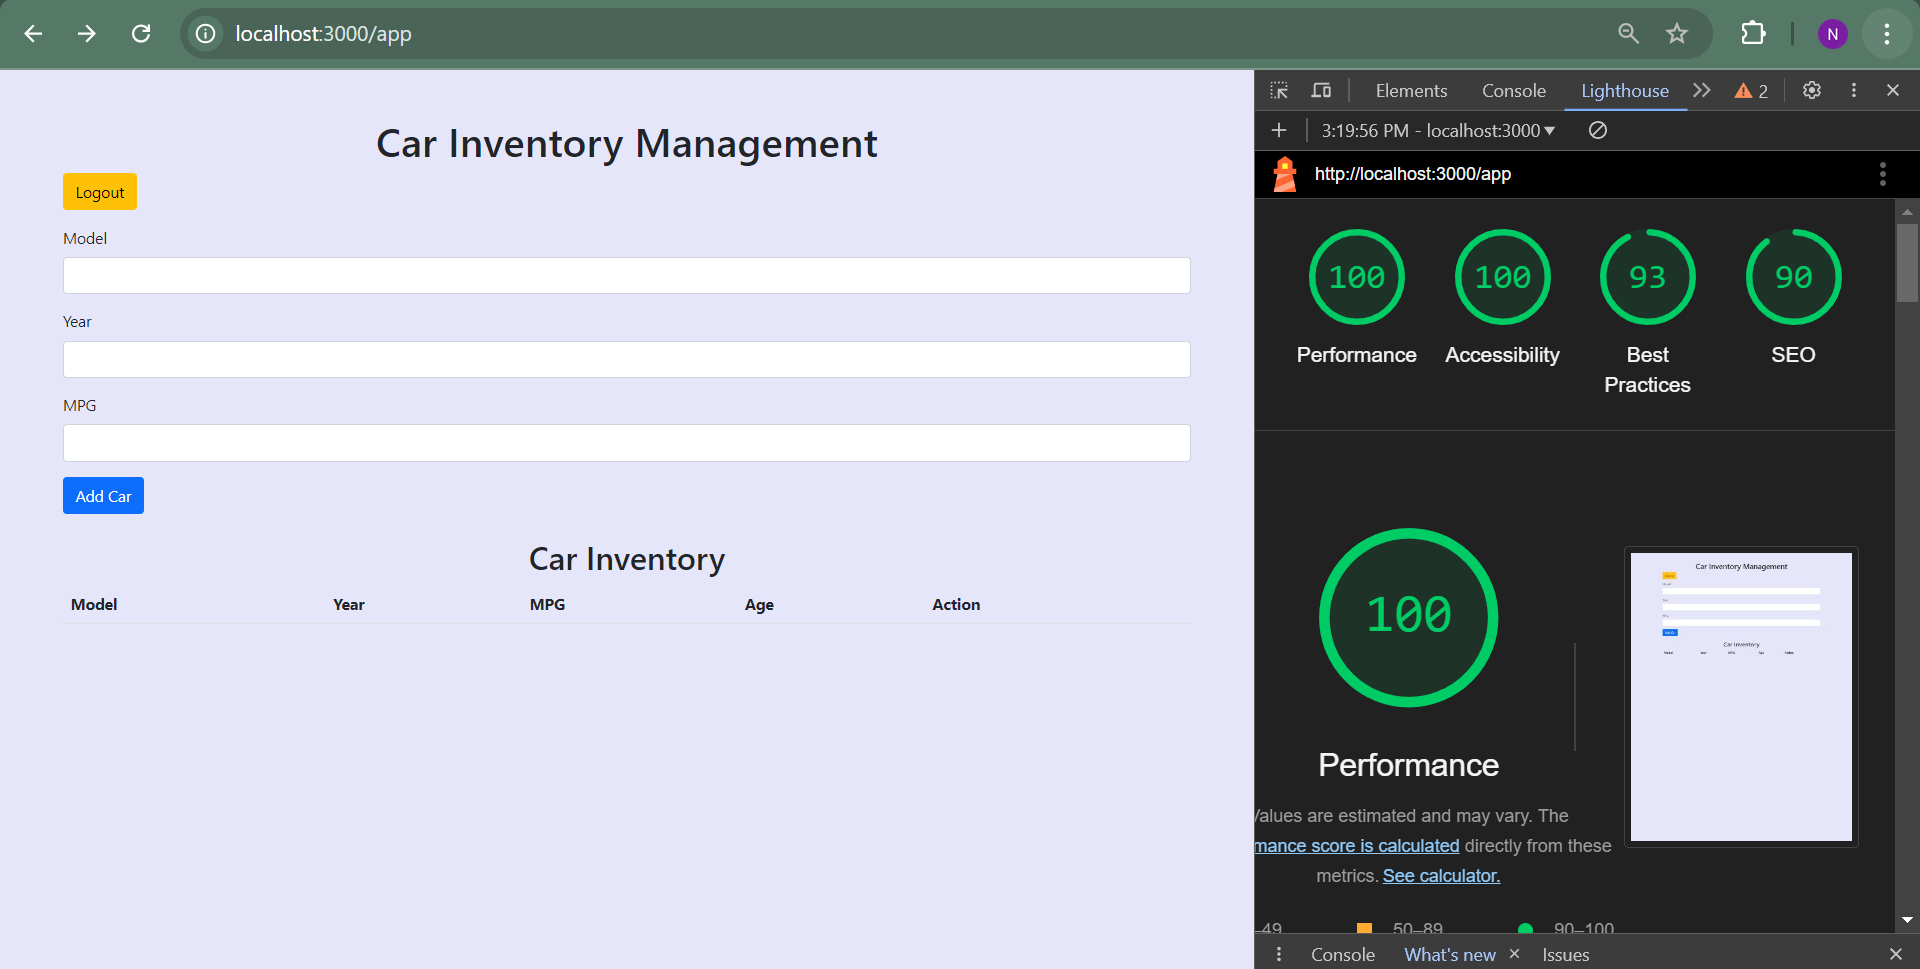 localhost:3000/app
N
Car Inventory Management
Logout
Model
Year
MPG
Add Car
Car Inventory
Model Year MPG Age Action
Elements Console Lighthouse 2
3:19:56 PM - localhost:3000
http://localhost:3000/app
100 100 93 90
Performance Accessibility Best Practices SEO
100
Performance
Values are estimated and may vary. The
mance score is calculated directly from these
metrics. See calculator.
–49 50–89 90–100
Car Inventory Management
Car Inventory
Console What's new Issues